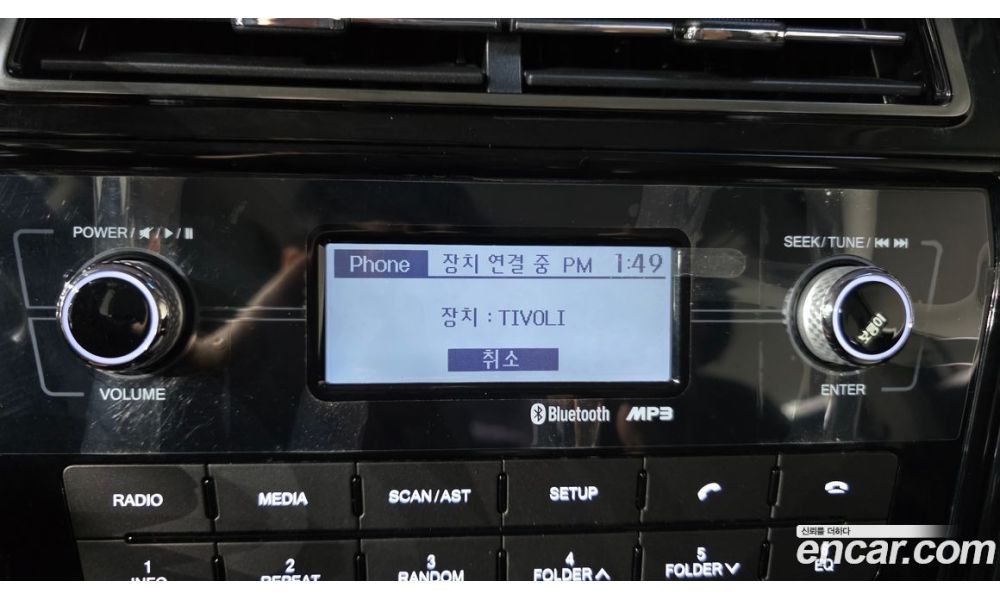 POWER/ / /
SEEK/TUNE/
Phone 장치 연결 중 PM 1:49
장치 : TIVOLI
취소
VOLUME
ENTER
Bluetooth MP3
RADIO MEDIA SCAN/AST SETUP
1 2 3 4 5
INFO REPEAT RANDOM FOLDER∧ FOLDER∨ EQ
신뢰를 더하다
encar.com